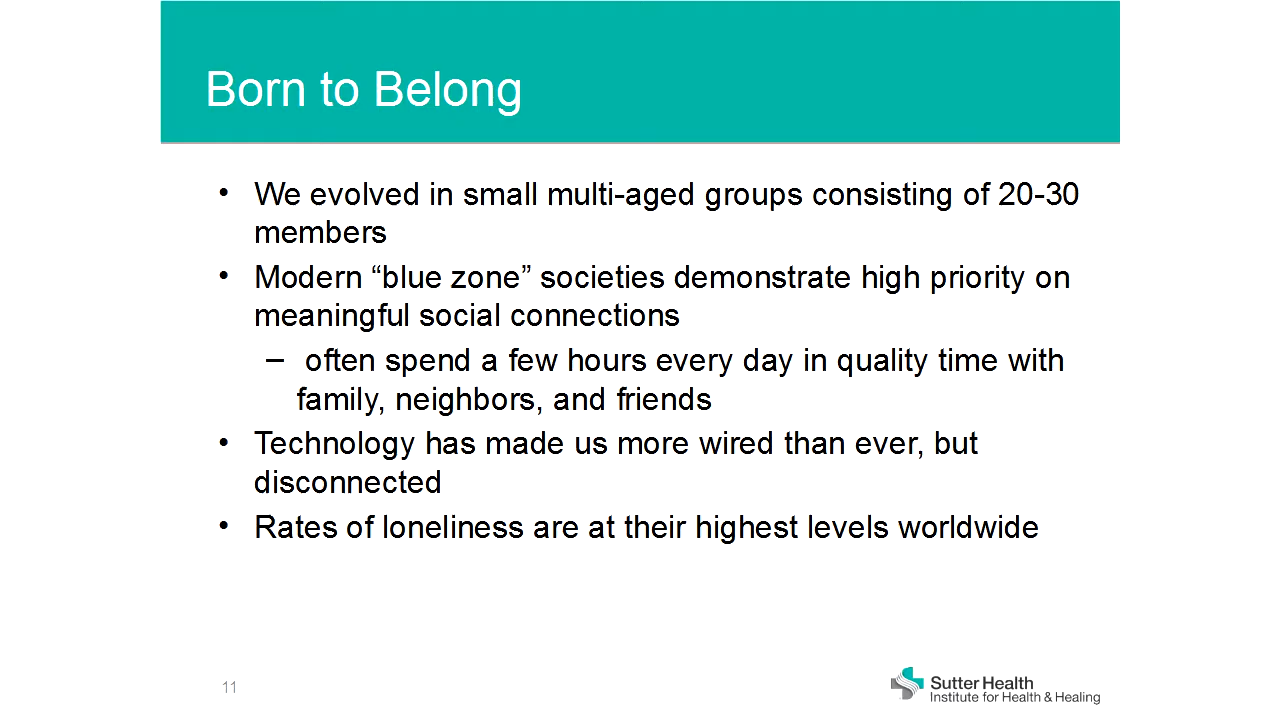 Born to Belong
• We evolved in small multi-aged groups consisting of 20-30
members
• Modern “blue zone” societies demonstrate high priority on
meaningful social connections
– often spend a few hours every day in quality time with
family, neighbors, and friends
• Technology has made us more wired than ever, but
disconnected
• Rates of loneliness are at their highest levels worldwide
11
Sutter Health
Institute for Health & Healing